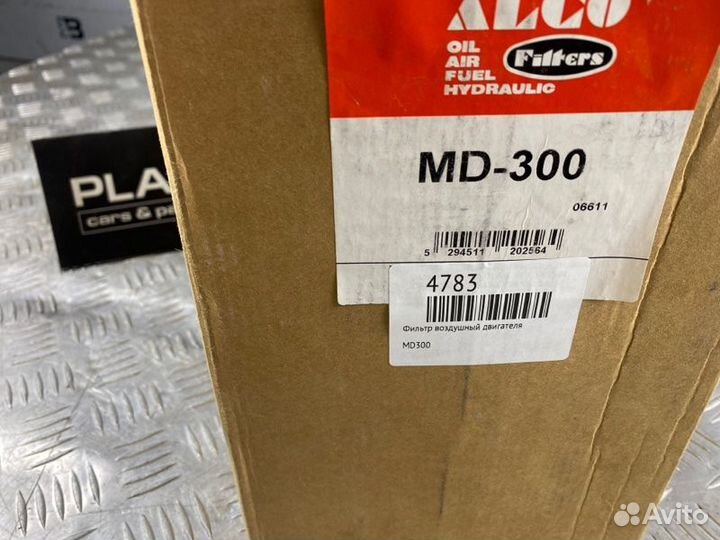 ALCO
OIL
AIR
FUEL
HYDRAULIC
Filters
MD-300
06611
5 294511 202564
4783
Фильтр воздушный двигателя
MD300
PLA
cars & pa
Avito